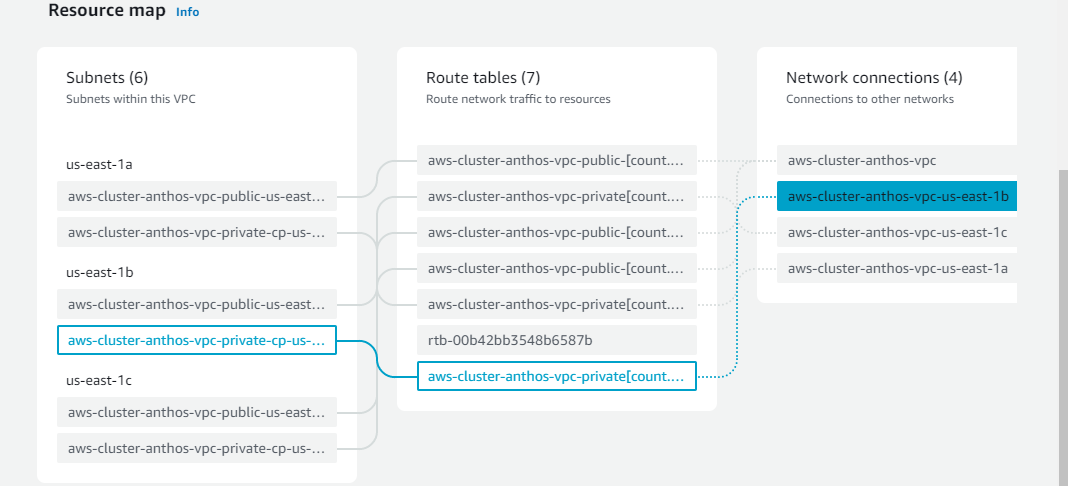 Resource map Info
Subnets (6)
Subnets within this VPC
us-east-1a
aws-cluster-anthos-vpc-public-us-east...
aws-cluster-anthos-vpc-private-cp-us-...
us-east-1b
aws-cluster-anthos-vpc-public-us-east...
aws-cluster-anthos-vpc-private-cp-us-...
us-east-1c
aws-cluster-anthos-vpc-public-us-east...
aws-cluster-anthos-vpc-private-cp-us-...
Route tables (7)
Route network traffic to resources
aws-cluster-anthos-vpc-public-[count....
aws-cluster-anthos-vpc-private[count....
aws-cluster-anthos-vpc-public-[count....
aws-cluster-anthos-vpc-public-[count....
aws-cluster-anthos-vpc-private[count....
rtb-00b42bb3548b6587b
aws-cluster-anthos-vpc-private[count....
Network connections (4)
Connections to other networks
aws-cluster-anthos-vpc
aws-cluster-anthos-vpc-us-east-1b
aws-cluster-anthos-vpc-us-east-1c
aws-cluster-anthos-vpc-us-east-1a